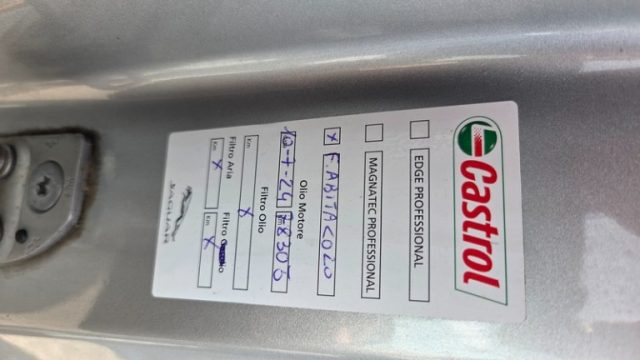 Castrol
EDGE PROFESSIONAL
MAGNATEC PROFESSIONAL
x F. ABITACOLO
Olio Motore
10-7-24 78305
Filtro Olio
km x
Filtro Aria
km x
Filtro
km x
JAGUAR